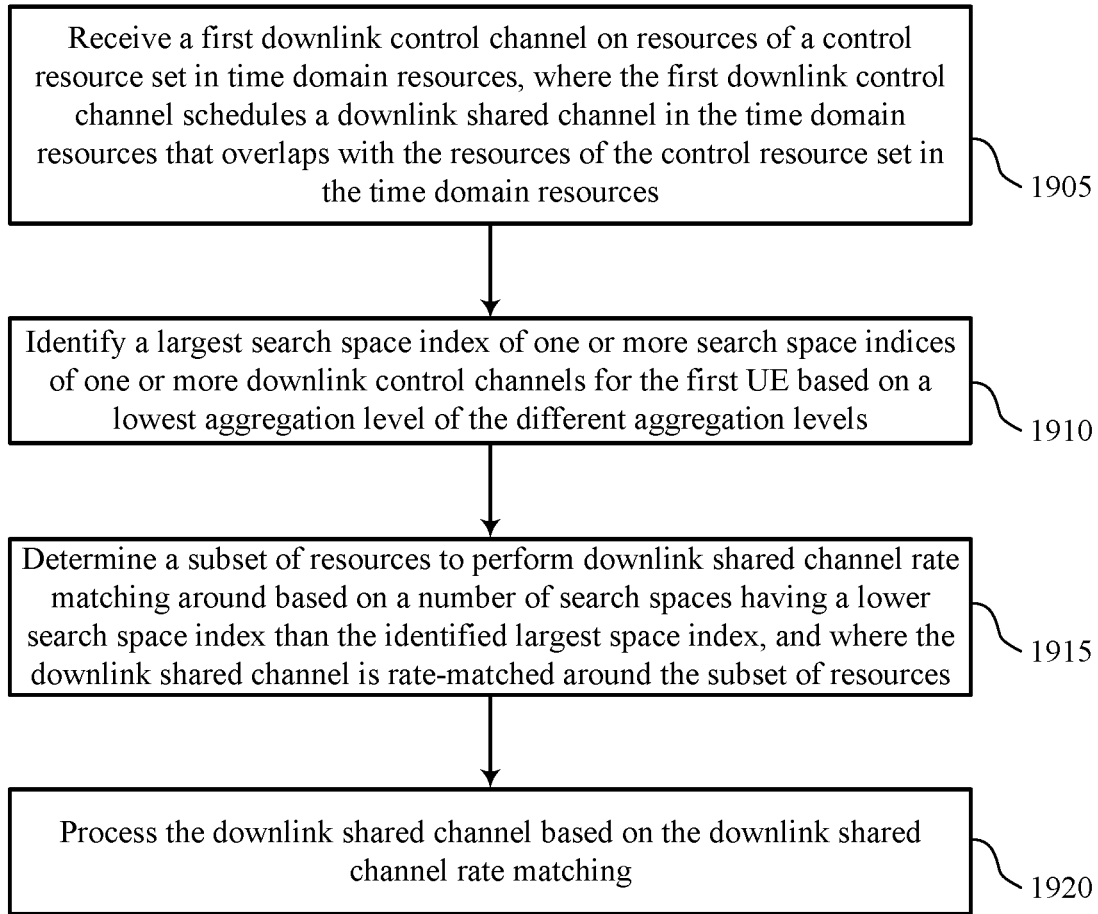 Receive a first downlink control channel on resources of a control
resource set in time domain resources, where the first downlink control
channel schedules a downlink shared channel in the time domain
resources that overlaps with the resources of the control resource set in
the time domain resources
1905
Identify a largest search space index of one or more search space indices
of one or more downlink control channels for the first UE based on a
lowest aggregation level of the different aggregation levels
1910
Determine a subset of resources to perform downlink shared channel rate
matching around based on a number of search spaces having a lower
search space index than the identified largest space index, and where the
downlink shared channel is rate-matched around the subset of resources
1915
Process the downlink shared channel based on the downlink shared
channel rate matching
1920